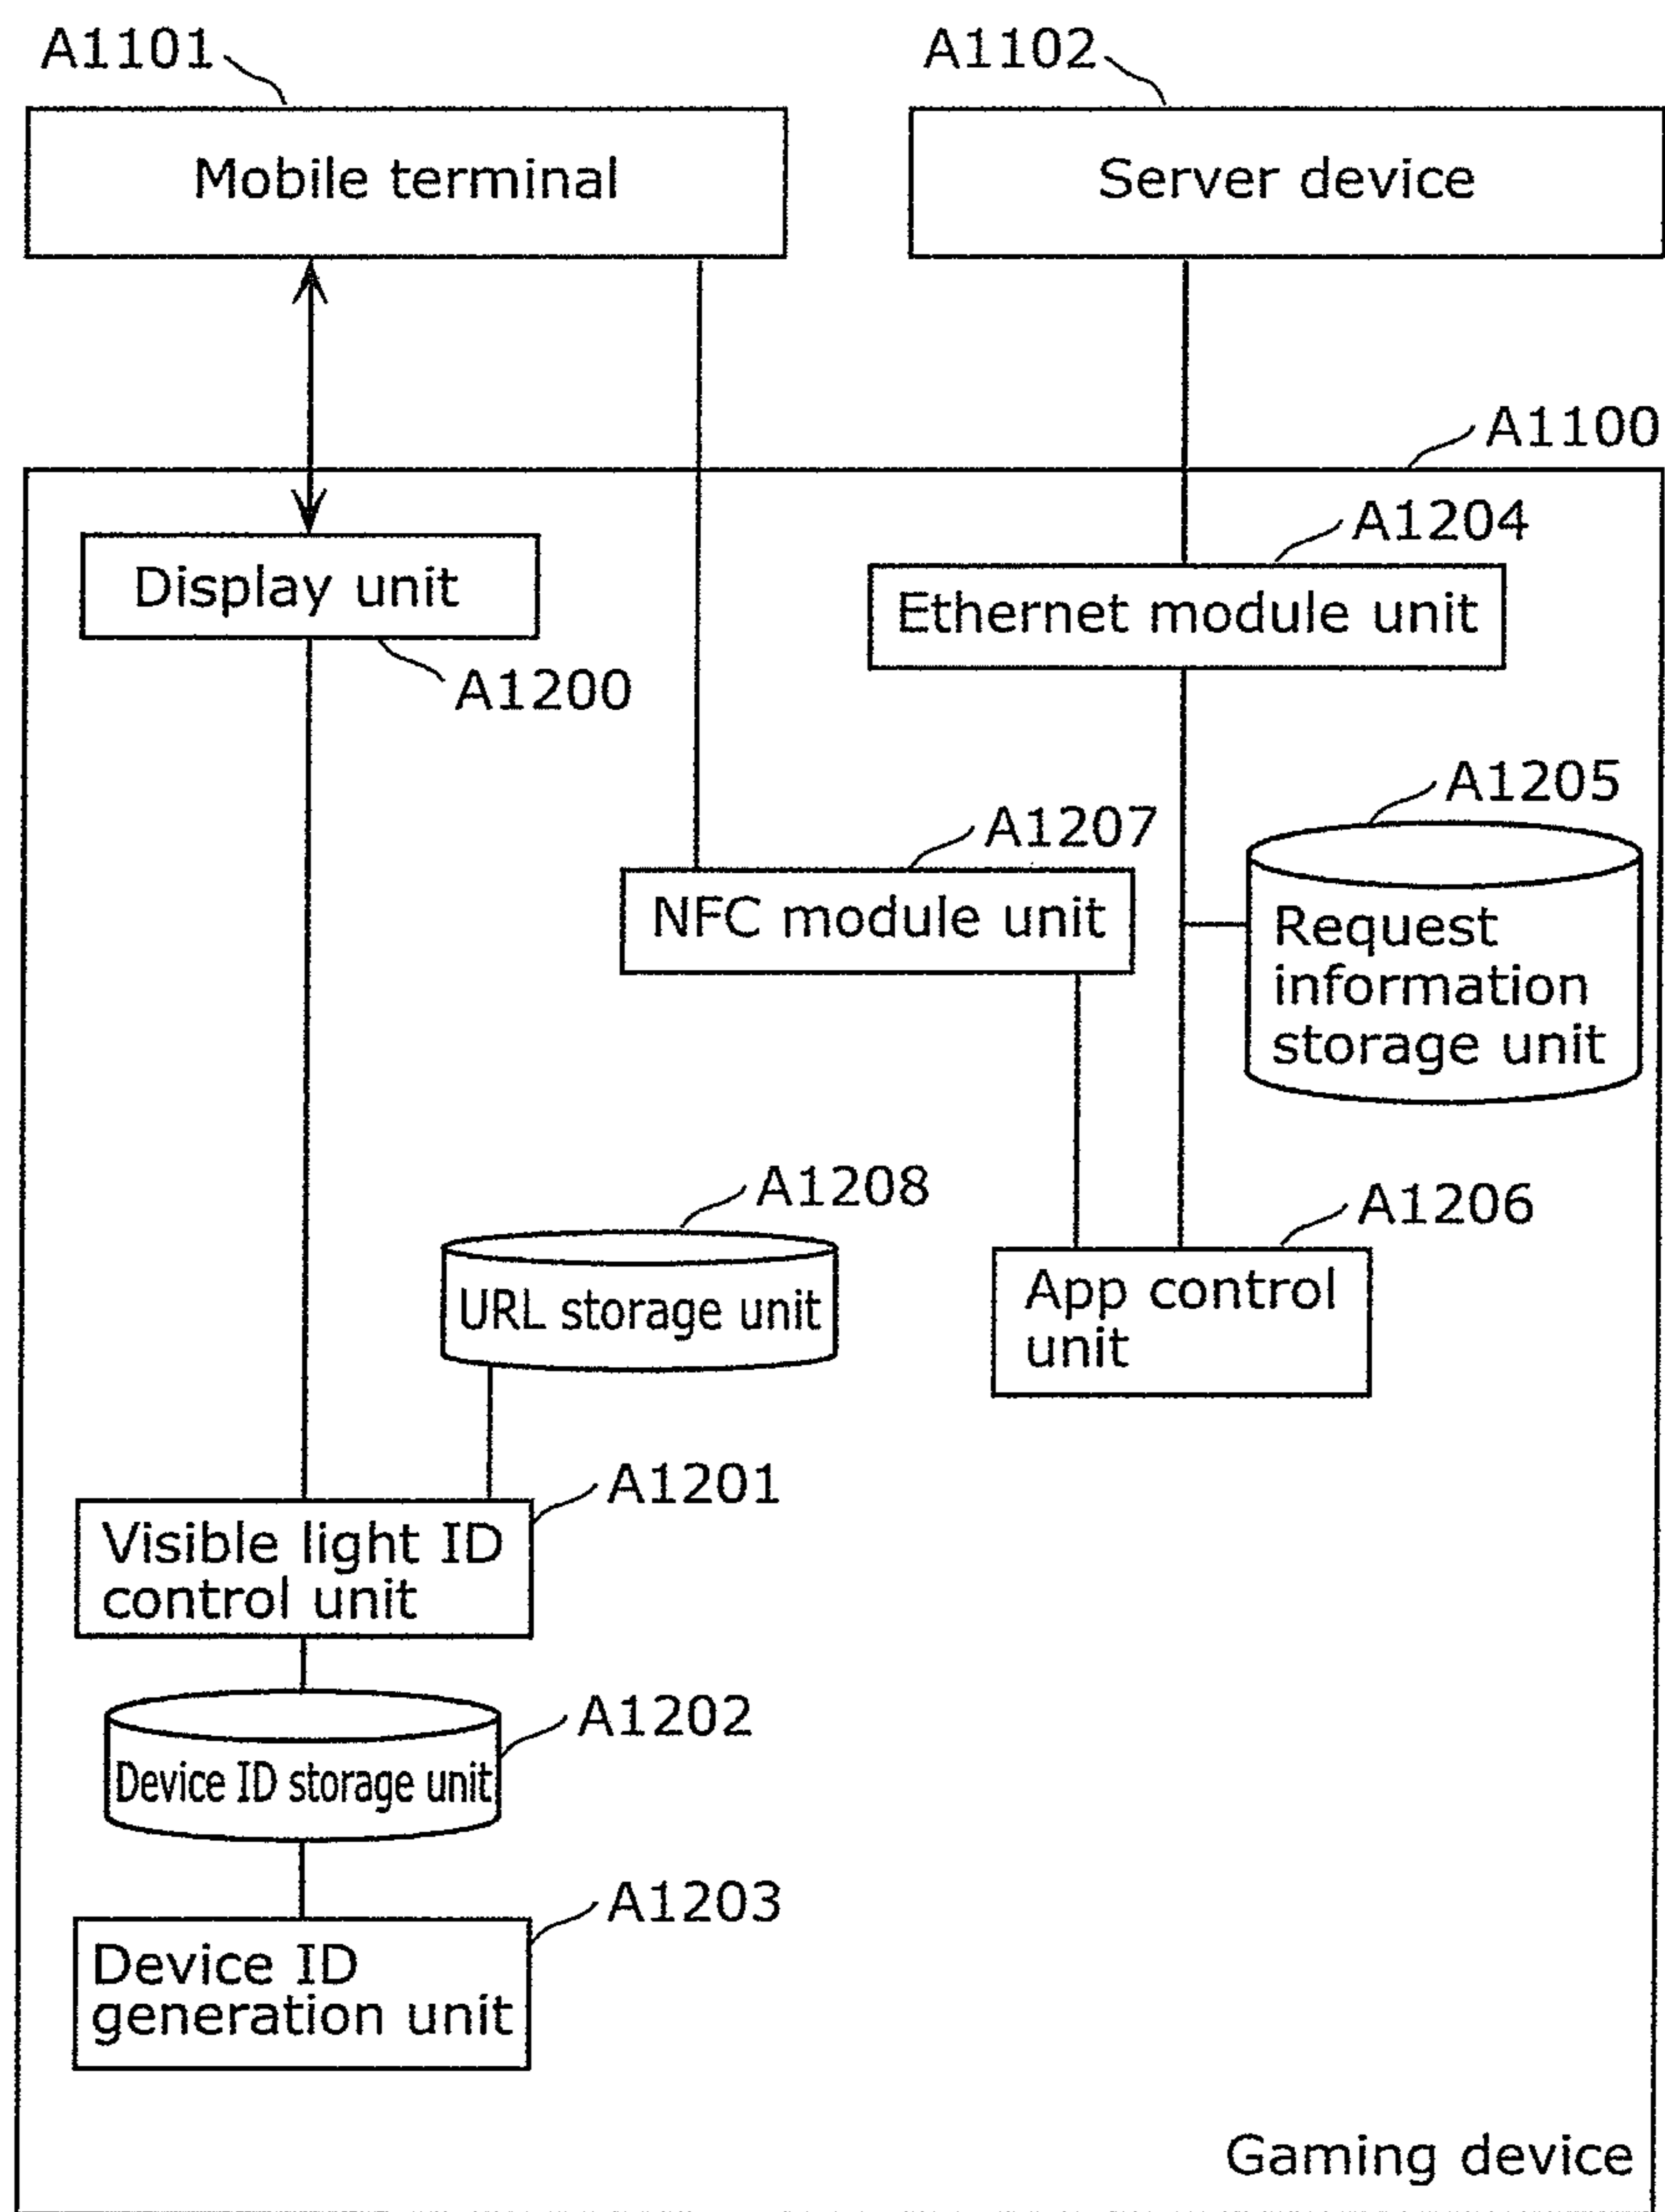 A1101
A1102
Mobile terminal
Server device
A1100
Display unit
A1204
Ethernet module unit
A1200
A1205
A1207
NFC module unit
Request
information
storage unit
A1208
A1206
URL storage unit
App control
unit
A1201
Visible light ID
control unit
A1202
Device ID storage unit
A1203
Device ID
generation unit
Gaming device